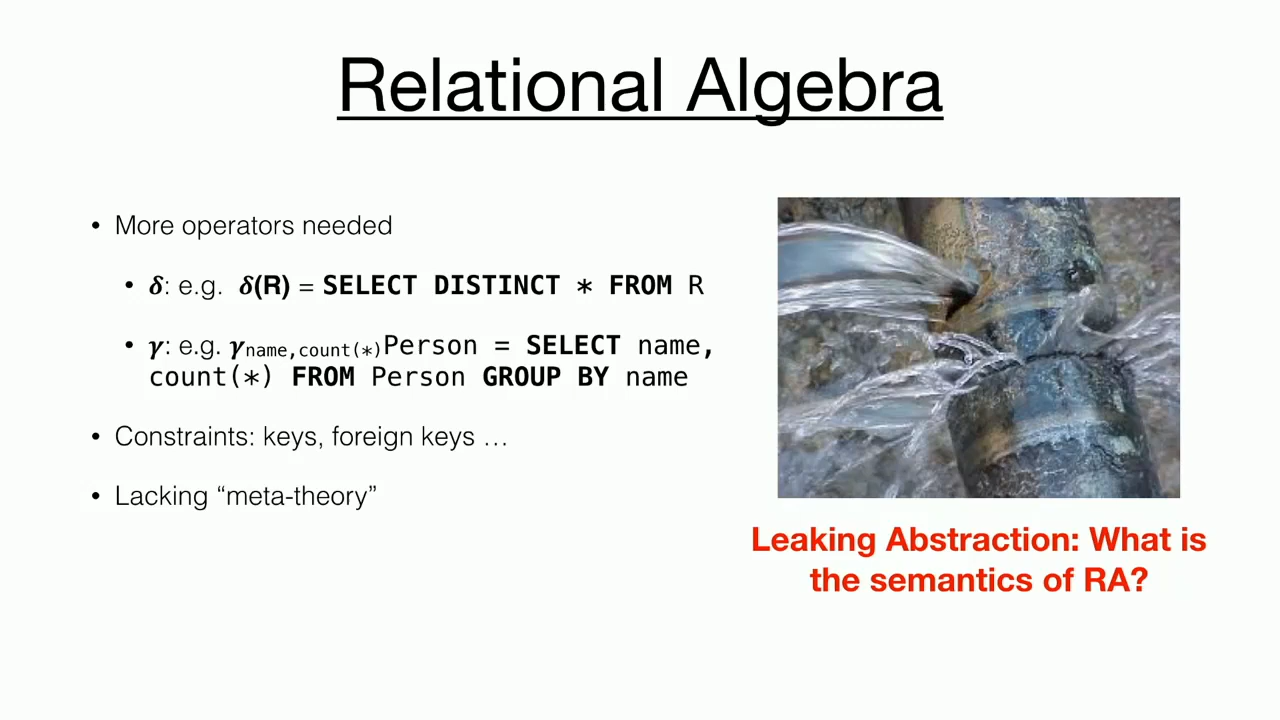 Relational Algebra
• More operators needed
• δ: e.g. δ(R) = SELECT DISTINCT * FROM R
• γ: e.g. γname,count(*)Person = SELECT name,
count(*) FROM Person GROUP BY name
• Constraints: keys, foreign keys …
• Lacking “meta-theory”
Leaking Abstraction: What is
the semantics of RA?